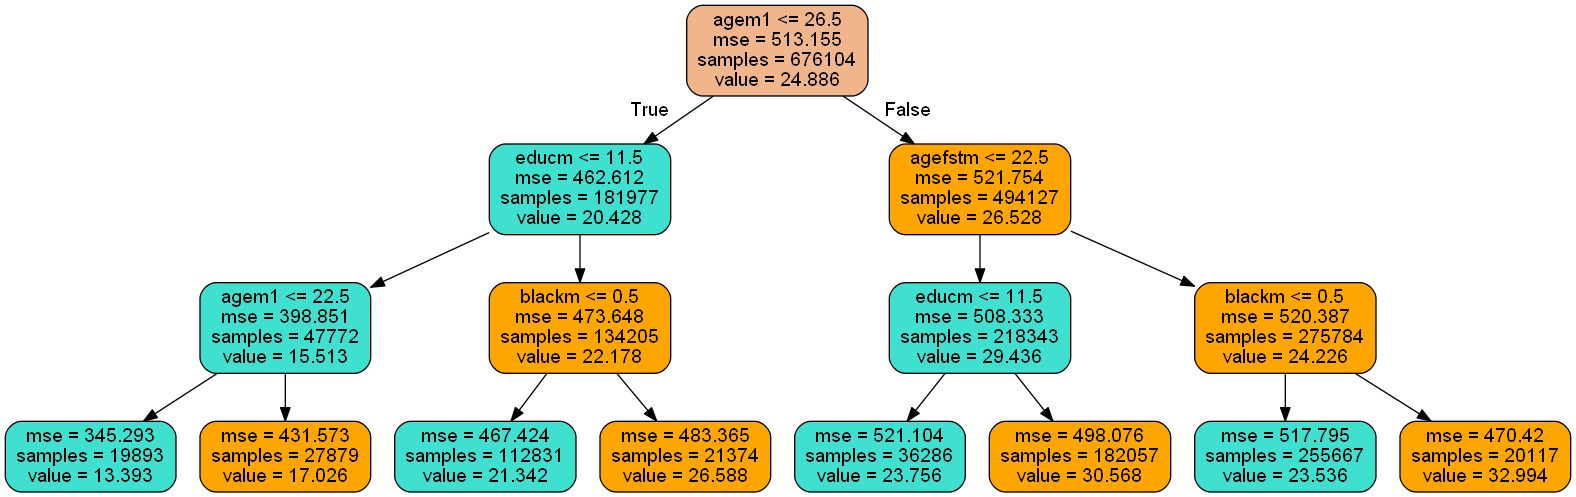 agem1 <= 26.5
mse = 513.155
samples = 676104
value = 24.886
True
False
educm <= 11.5
mse = 462.612
samples = 181977
value = 20.428
agefstm <= 22.5
mse = 521.754
samples = 494127
value = 26.528
agem1 <= 22.5
mse = 398.851
samples = 47772
value = 15.513
blackm <= 0.5
mse = 473.648
samples = 134205
value = 22.178
educm <= 11.5
mse = 508.333
samples = 218343
value = 29.436
blackm <= 0.5
mse = 520.387
samples = 275784
value = 24.226
mse = 345.293
samples = 19893
value = 13.393
mse = 431.573
samples = 27879
value = 17.026
mse = 467.424
samples = 112831
value = 21.342
mse = 483.365
samples = 21374
value = 26.588
mse = 521.104
samples = 36286
value = 23.756
mse = 498.076
samples = 182057
value = 30.568
mse = 517.795
samples = 255667
value = 23.536
mse = 470.42
samples = 20117
value = 32.994